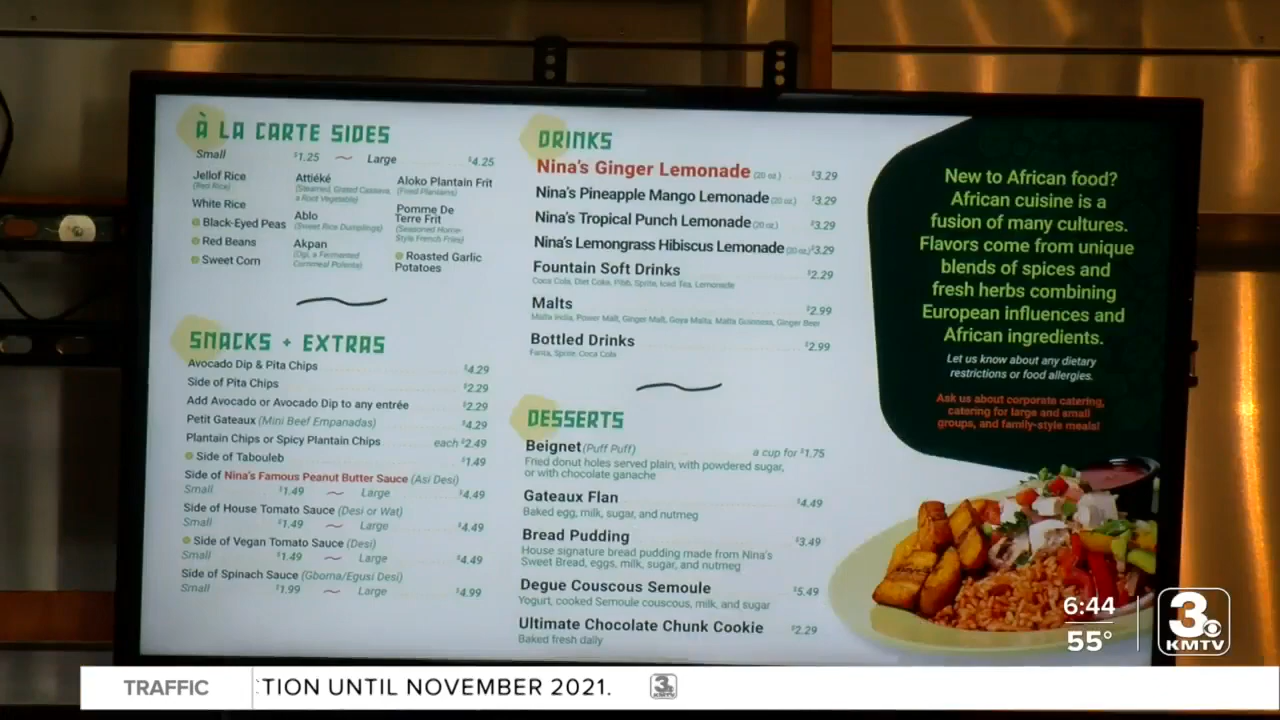 À LA CARTE SIDES
Small $1.25 ~ Large $4.25
Jellof Rice
(Red Rice)
White Rice
Black-Eyed Peas
Red Beans
Sweet Corn
Attiéké
(Steamed, Grated Cassava,
a Root Vegetable)
Ablo
(Sweet Rice Dumplings)
Akpan
(Ogi, a Fermented
Cornmeal Polenta)
Aloko Plantain Frit
(Fried Plantains)
Pomme De
Terre Frit
(Seasoned Home-
Style French Fries)
Roasted Garlic
Potatoes
SNACKS + EXTRAS
Avocado Dip & Pita Chips $4.29
Side of Pita Chips $2.29
Add Avocado or Avocado Dip to any entrée $2.29
Petit Gateaux (Mini Beef Empanadas) $4.29
Plantain Chips or Spicy Plantain Chips each $2.49
Side of Tabouleb $1.49
Side of Nina's Famous Peanut Butter Sauce (Asi Desi)
Small $1.49 ~ Large $4.49
Side of House Tomato Sauce (Desi or Wat)
Small $1.49 ~ Large $4.49
Side of Vegan Tomato Sauce (Desi)
Small $1.49 ~ Large $4.49
Side of Spinach Sauce (Gboma/Egusi Desi)
Small $1.99 ~ Large $4.99
DRINKS
Nina's Ginger Lemonade (20 oz.) $3.29
Nina's Pineapple Mango Lemonade (20 oz.) $3.29
Nina's Tropical Punch Lemonade (20 oz.) $3.29
Nina's Lemongrass Hibiscus Lemonade (20 oz.) $3.29
Fountain Soft Drinks $2.29
Coca Cola, Diet Coke, Pibb, Sprite, Iced Tea, Lemonade
Malts $2.99
Malta India, Power Malt, Ginger Malt, Goya Malta, Malta Guinness, Ginger Beer
Bottled Drinks $2.99
Fanta, Sprite, Coca Cola
DESSERTS
Beignet (Puff Puff) a cup for $1.75
Fried donut holes served plain, with powdered sugar,
or with chocolate ganache
Gateaux Flan $4.49
Baked egg, milk, sugar, and nutmeg
Bread Pudding $3.49
House signature bread pudding made from Nina's
Sweet Bread, eggs, milk, sugar, and nutmeg
Degue Couscous Semoule $5.49
Yogurt, cooked Semoule couscous, milk, and sugar
Ultimate Chocolate Chunk Cookie $2.29
Baked fresh daily
New to African food?
African cuisine is a
fusion of many cultures.
Flavors come from unique
blends of spices and
fresh herbs combining
European influences and
African ingredients.
Let us know about any dietary
restrictions or food allergies.
Ask us about corporate catering,
catering for large and small
groups, and family-style meals!
6:44
55°
3
KMTV
TRAFFIC
TION UNTIL NOVEMBER 2021.
3
KMTV